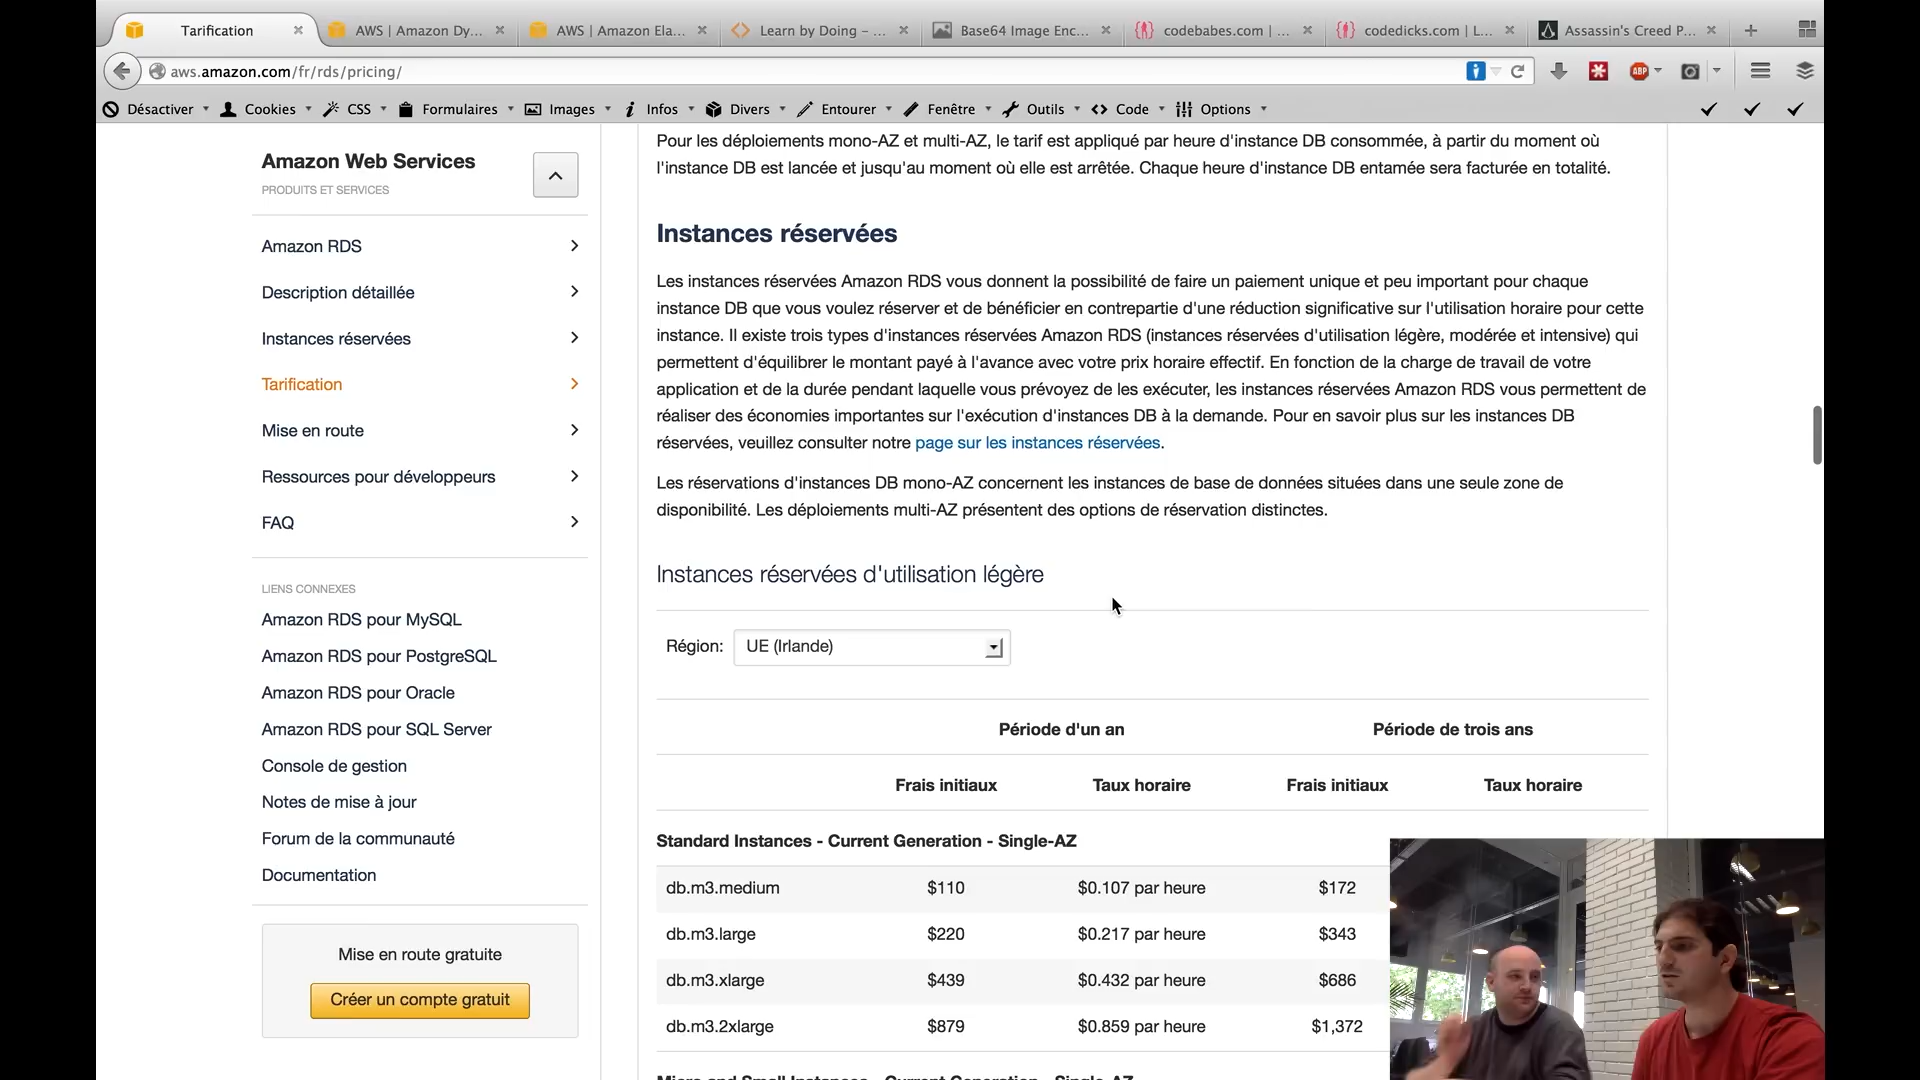 Tarification
AWS | Amazon Dy...
AWS | Amazon Ela...
Learn by Doing – ...
Base64 Image Enc...
codebabes.com | ...
codedicks.com | L...
Assassin's Creed P...
aws.amazon.com/fr/rds/pricing/
ABP
Désactiver
Cookies
CSS
Formulaires
Images
Infos
Divers
Entourer
Fenêtre
Outils
Code
Options
Amazon Web Services
PRODUITS ET SERVICES
Amazon RDS
Description détaillée
Instances réservées
Tarification
Mise en route
Ressources pour développeurs
FAQ
LIENS CONNEXES
Amazon RDS pour MySQL
Amazon RDS pour PostgreSQL
Amazon RDS pour Oracle
Amazon RDS pour SQL Server
Console de gestion
Notes de mise à jour
Forum de la communauté
Documentation
Mise en route gratuite
Créer un compte gratuit
Pour les déploiements mono-AZ et multi-AZ, le tarif est appliqué par heure d'instance DB consommée, à partir du moment où
l'instance DB est lancée et jusqu'au moment où elle est arrêtée. Chaque heure d'instance DB entamée sera facturée en totalité.
Instances réservées
Les instances réservées Amazon RDS vous donnent la possibilité de faire un paiement unique et peu important pour chaque
instance DB que vous voulez réserver et de bénéficier en contrepartie d'une réduction significative sur l'utilisation horaire pour cette
instance. Il existe trois types d'instances réservées Amazon RDS (instances réservées d'utilisation légère, modérée et intensive) qui
permettent d'équilibrer le montant payé à l'avance avec votre prix horaire effectif. En fonction de la charge de travail de votre
application et de la durée pendant laquelle vous prévoyez de les exécuter, les instances réservées Amazon RDS vous permettent de
réaliser des économies importantes sur l'exécution d'instances DB à la demande. Pour en savoir plus sur les instances DB
réservées, veuillez consulter notre page sur les instances réservées.
Les réservations d'instances DB mono-AZ concernent les instances de base de données situées dans une seule zone de
disponibilité. Les déploiements multi-AZ présentent des options de réservation distinctes.
Instances réservées d'utilisation légère
Région: UE (Irlande)
Période d'un an Période de trois ans
Frais initiaux Taux horaire Frais initiaux Taux horaire
Standard Instances - Current Generation - Single-AZ
db.m3.medium $110 $0.107 par heure $172
db.m3.large $220 $0.217 par heure $343
db.m3.xlarge $439 $0.432 par heure $686
db.m3.2xlarge $879 $0.859 par heure $1,372
Micro and Small Instances - Current Generation - Single-AZ